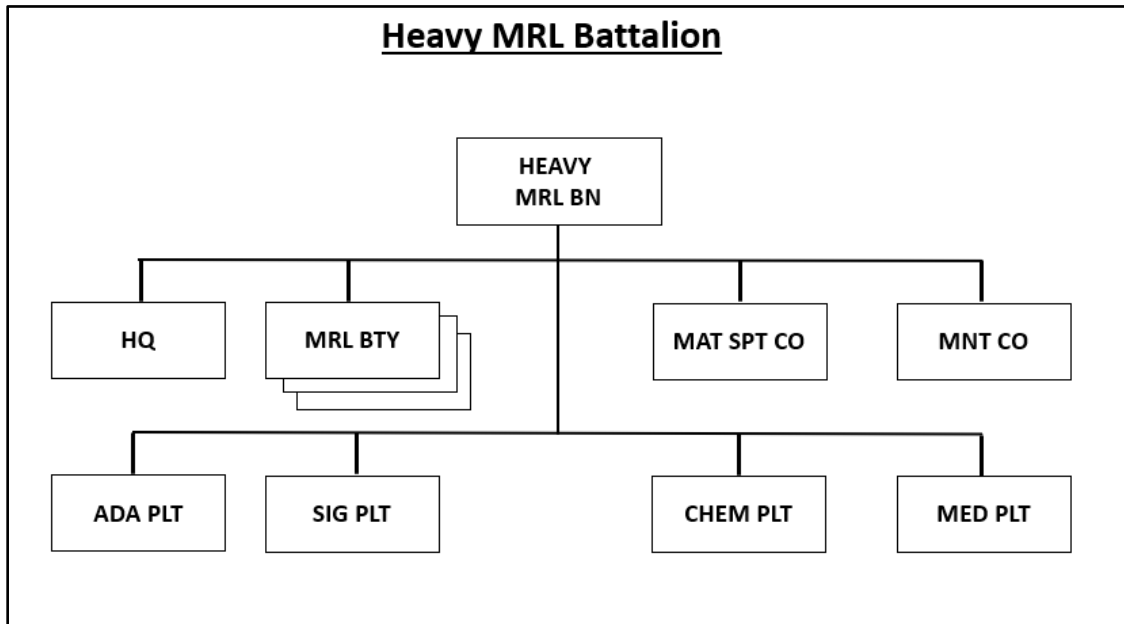 Heavy MRL Battalion
HEAVY
MRL BN
HQ
MRL BTY
MAT SPT CO
MNT CO
ADA PLT
SIG PLT
CHEM PLT
MED PLT